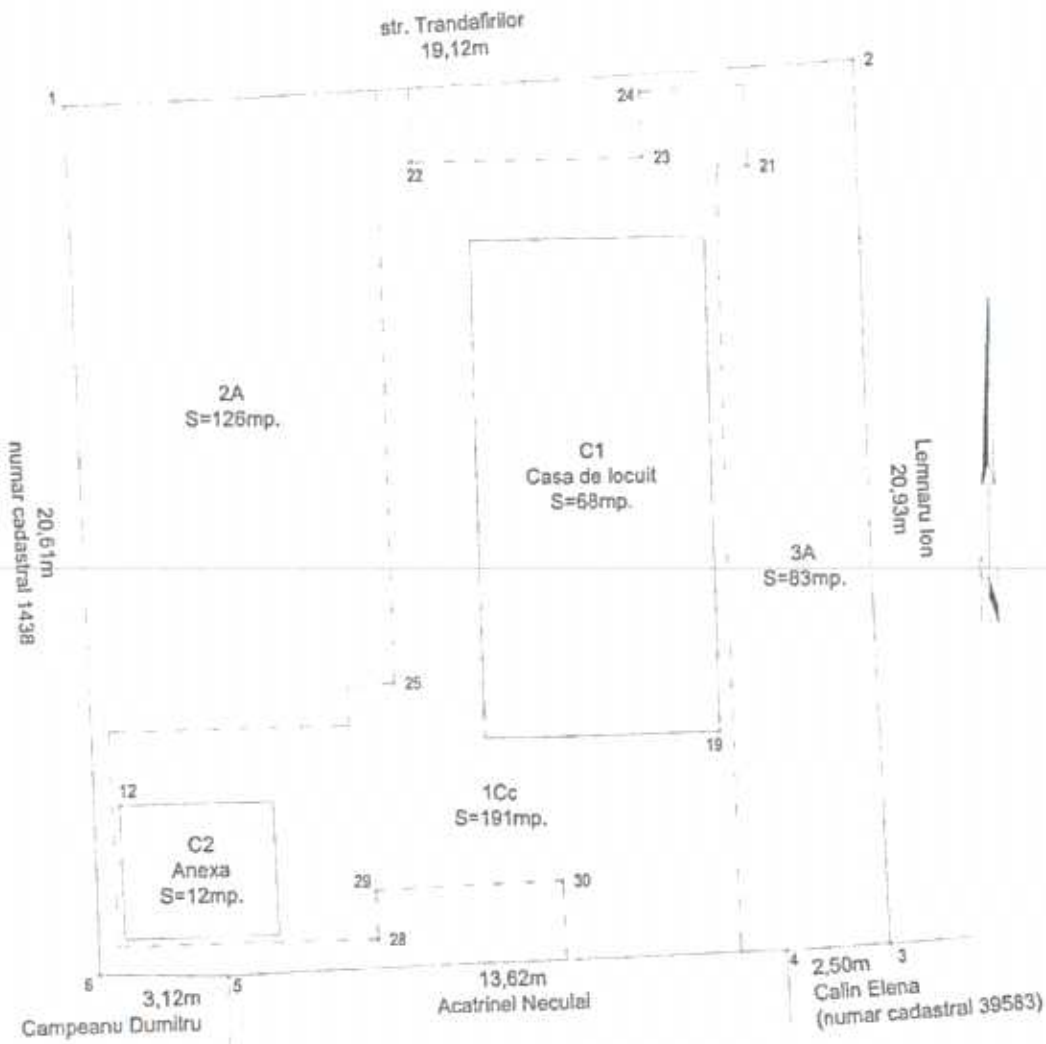 str. Trandafirilor
19,12m
1
2
24
23
22
21
2A
S=126mp.
C1
Casa de locuit
S=68mp.
3A
S=83mp.
Lemnaru Ion
20,93m
20,61m
numar cadastral 1438
25
19
12
1Cc
S=191mp.
C2
Anexa
S=12mp.
29
30
28
6
5
4
3
3,12m
Campeanu Dumitru
13,62m
Acatrinei Neculai
2,50m
Calin Elena
(numar cadastral 39583)